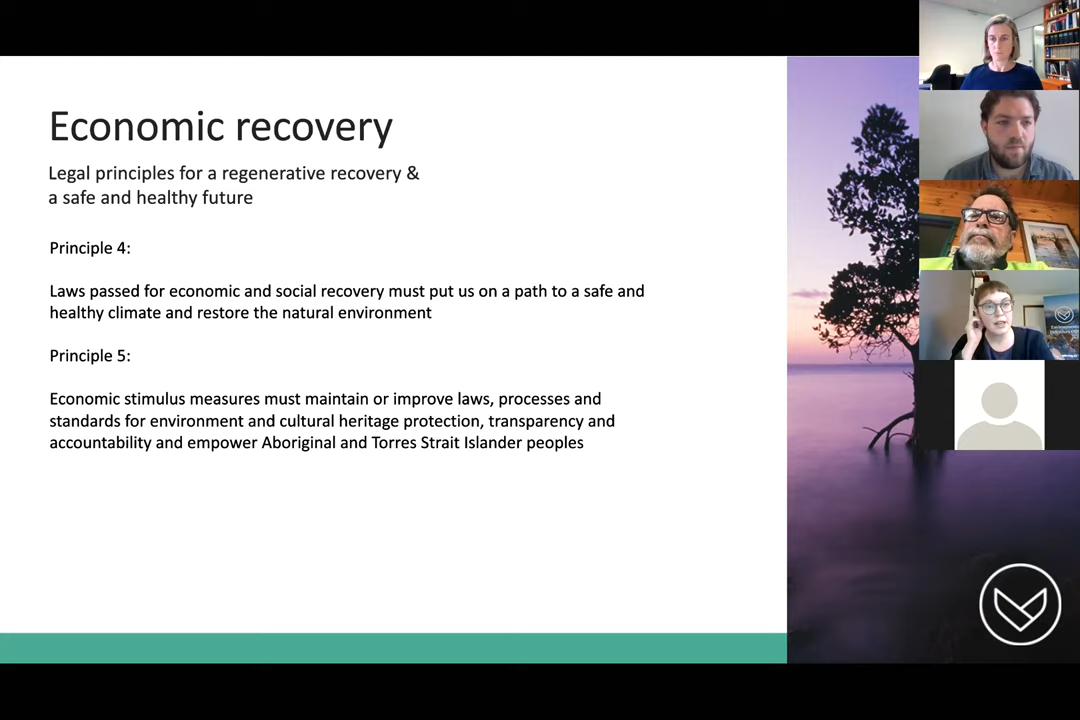 Economic recovery
Legal principles for a regenerative recovery &
a safe and healthy future
Principle 4:
Laws passed for economic and social recovery must put us on a path to a safe and
healthy climate and restore the natural environment
Principle 5:
Economic stimulus measures must maintain or improve laws, processes and
standards for environment and cultural heritage protection, transparency and
accountability and empower Aboriginal and Torres Strait Islander peoples